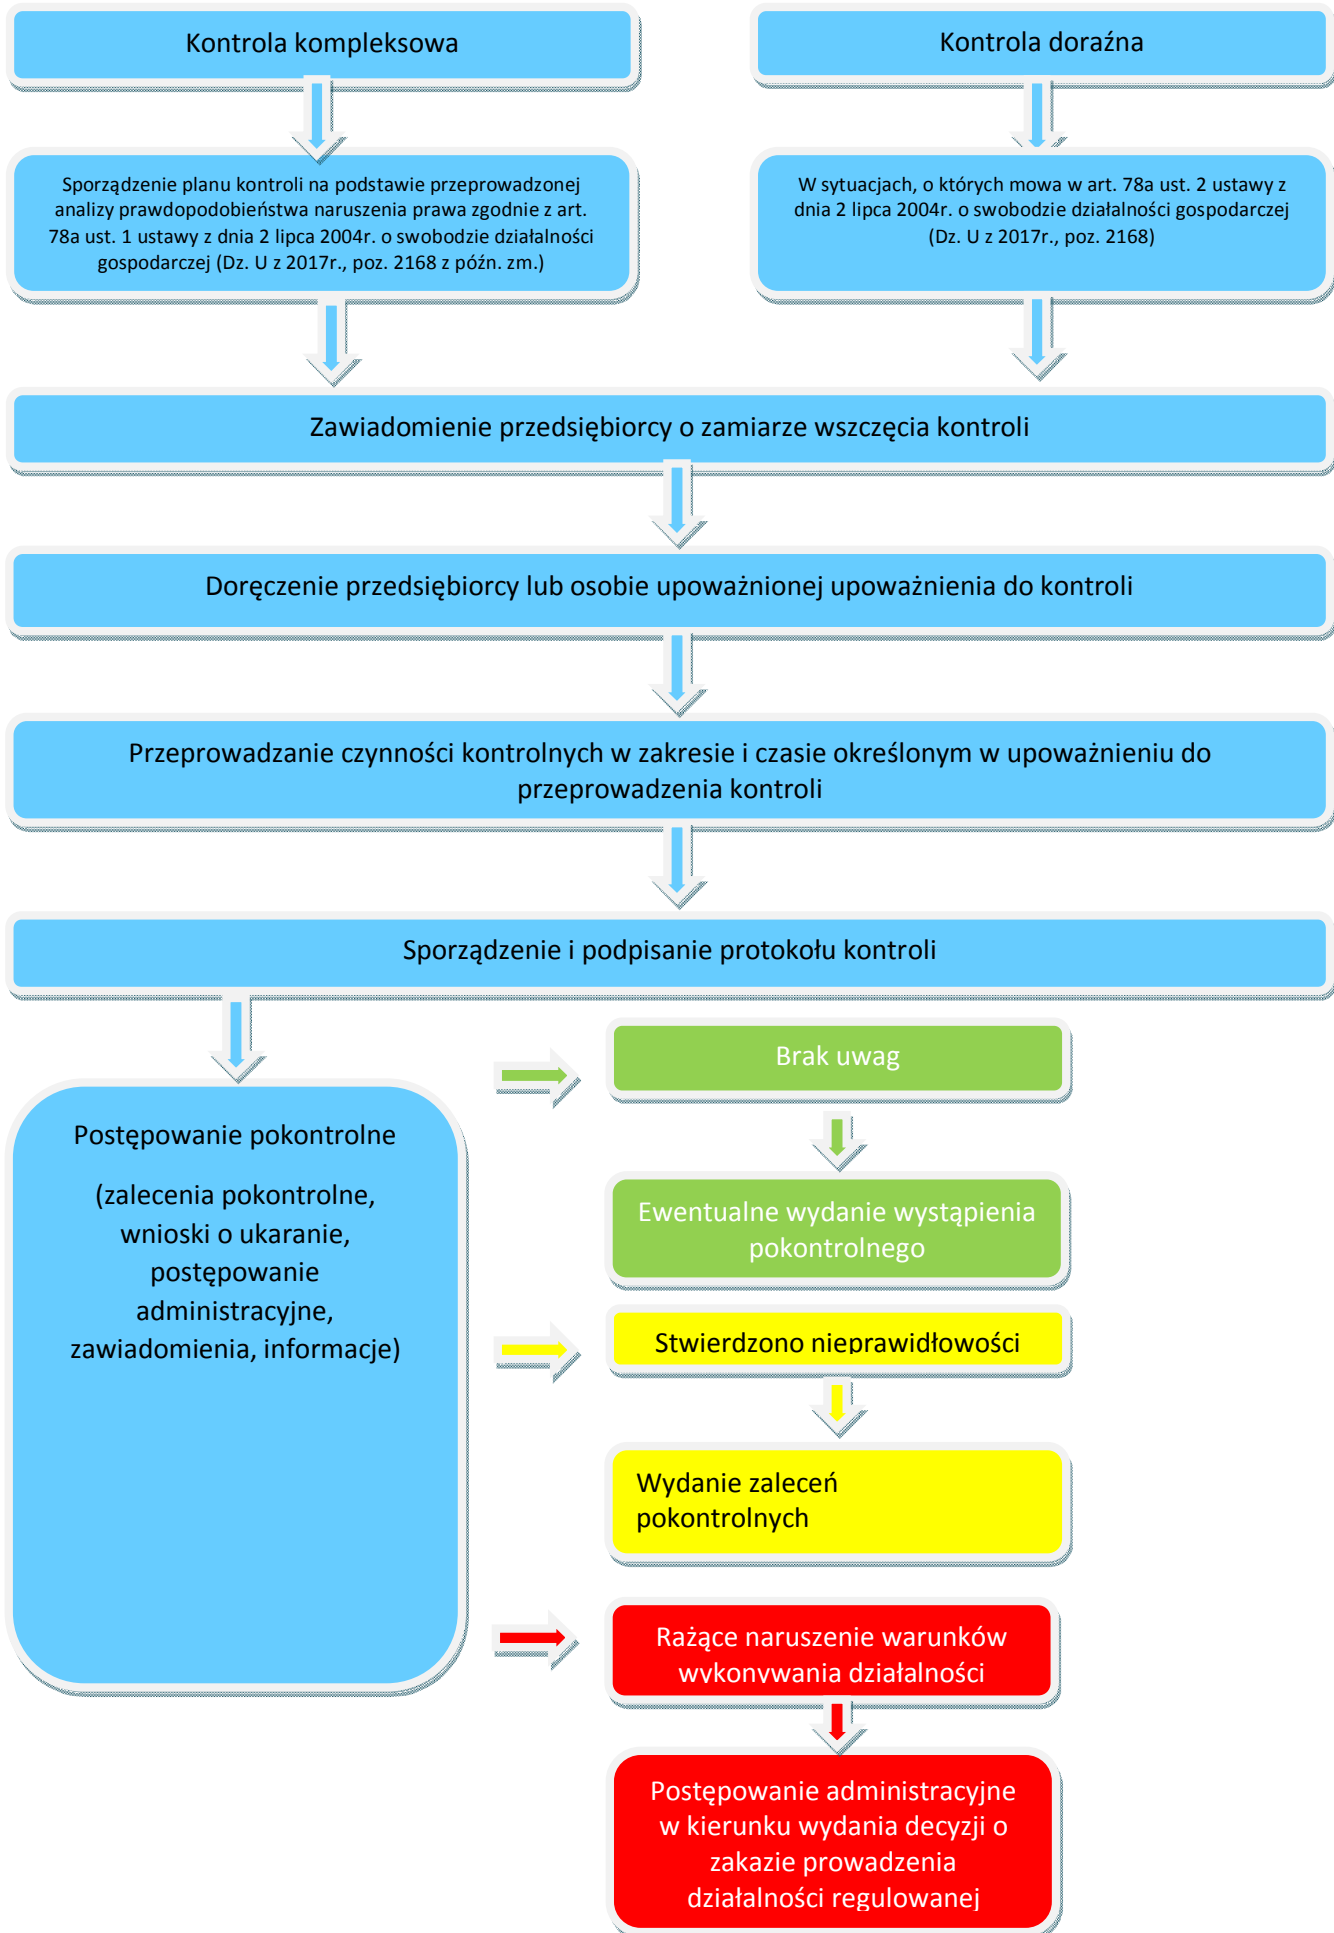 Kontrola kompleksowa
Kontrola doraźna
Sporządzenie planu kontroli na podstawie przeprowadzonej
analizy prawdopodobieństwa naruszenia prawa zgodnie z art.
78a ust. 1 ustawy z dnia 2 lipca 2004r. o swobodzie działalności
gospodarczej (Dz. U z 2017r., poz. 2168 z późn. zm.)
W sytuacjach, o których mowa w art. 78a ust. 2 ustawy z
dnia 2 lipca 2004r. o swobodzie działalności gospodarczej
(Dz. U z 2017r., poz. 2168)
Zawiadomienie przedsiębiorcy o zamiarze wszczęcia kontroli
Doręczenie przedsiębiorcy lub osobie upoważnionej upoważnienia do kontroli
Przeprowadzanie czynności kontrolnych w zakresie i czasie określonym w upoważnieniu do
przeprowadzenia kontroli
Sporządzenie i podpisanie protokołu kontroli
Postępowanie pokontrolne
(zalecenia pokontrolne,
wnioski o ukaranie,
postępowanie
administracyjne,
zawiadomienia, informacje)
Brak uwag
Ewentualne wydanie wystąpienia
pokontrolnego
Stwierdzono nieprawidłowości
Wydanie zaleceń
pokontrolnych
Rażące naruszenie warunków
wykonywania działalności
Postępowanie administracyjne
w kierunku wydania decyzji o
zakazie prowadzenia
działalności regulowanej